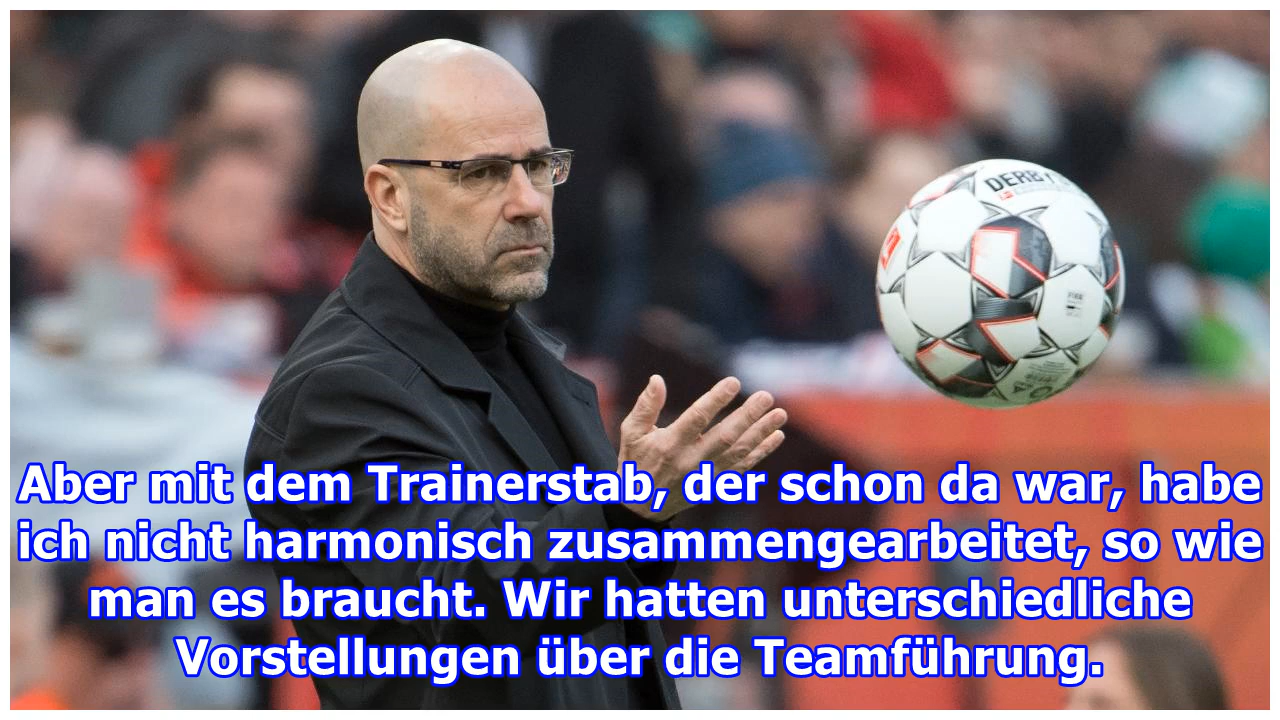 DERBY
Aber mit dem Trainerstab, der schon da war, habe
ich nicht harmonisch zusammengearbeitet, so wie
man es braucht. Wir hatten unterschiedliche
Vorstellungen über die Teamführung.